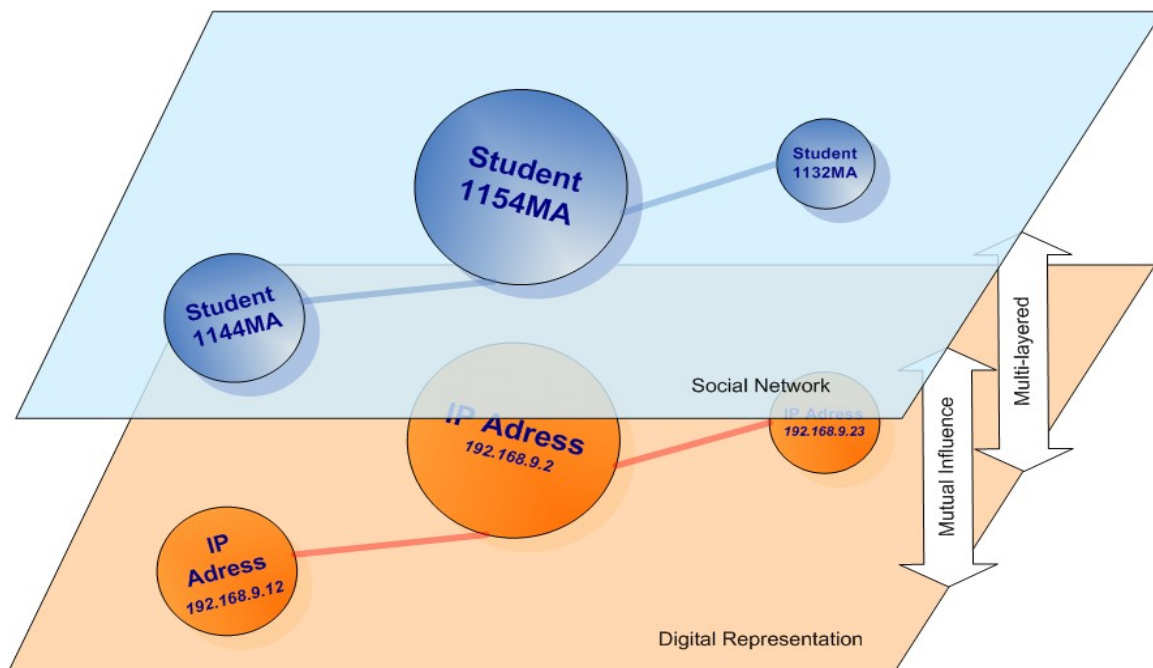 Student
1154MA
Student
1132MA
Student
1144MA
Social Network
IP Adress
192.168.9.2
IP Adress
192.168.9.23
IP
Adress
192.168.9.12
Digital Representation
Mutual Influence
Multi-layered